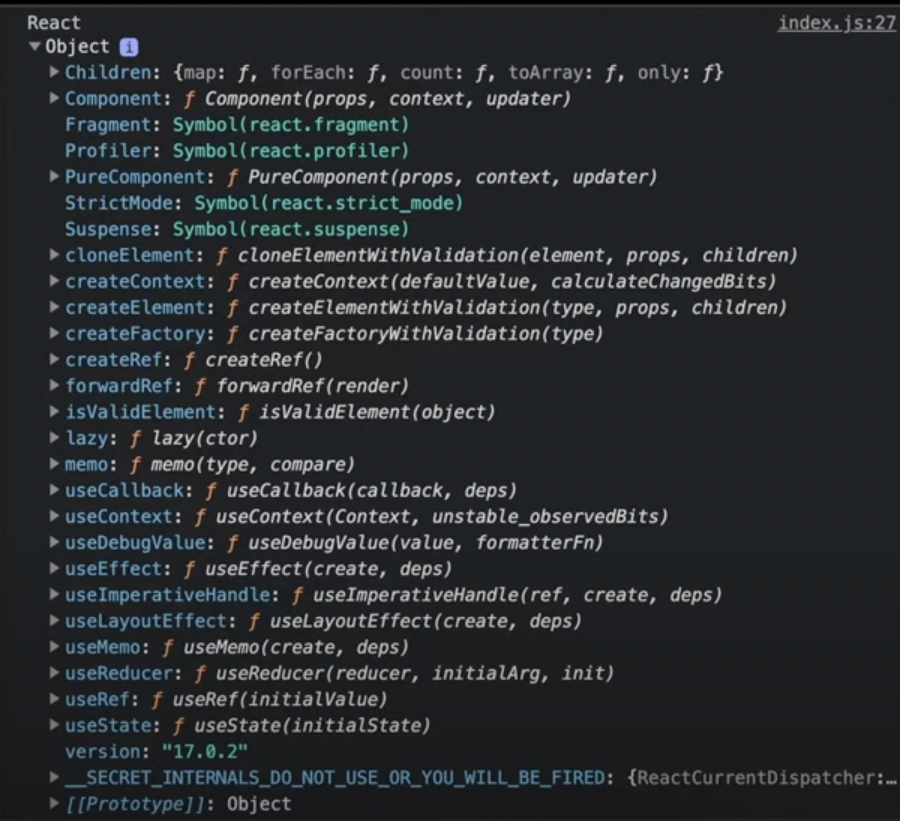 React index.js:27
▼Object i
▶Children: {map: ƒ, forEach: ƒ, count: ƒ, toArray: ƒ, only: ƒ}
▶Component: ƒ Component(props, context, updater)
Fragment: Symbol(react.fragment)
Profiler: Symbol(react.profiler)
▶PureComponent: ƒ PureComponent(props, context, updater)
StrictMode: Symbol(react.strict_mode)
Suspense: Symbol(react.suspense)
▶cloneElement: ƒ cloneElementWithValidation(element, props, children)
▶createContext: ƒ createContext(defaultValue, calculateChangedBits)
▶createElement: ƒ createElementWithValidation(type, props, children)
▶createFactory: ƒ createFactoryWithValidation(type)
▶createRef: ƒ createRef()
▶forwardRef: ƒ forwardRef(render)
▶isValidElement: ƒ isValidElement(object)
▶lazy: ƒ lazy(ctor)
▶memo: ƒ memo(type, compare)
▶useCallback: ƒ useCallback(callback, deps)
▶useContext: ƒ useContext(Context, unstable_observedBits)
▶useDebugValue: ƒ useDebugValue(value, formatterFn)
▶useEffect: ƒ useEffect(create, deps)
▶useImperativeHandle: ƒ useImperativeHandle(ref, create, deps)
▶useLayoutEffect: ƒ useLayoutEffect(create, deps)
▶useMemo: ƒ useMemo(create, deps)
▶useReducer: ƒ useReducer(reducer, initialArg, init)
▶useRef: ƒ useRef(initialValue)
▶useState: ƒ useState(initialState)
version: "17.0.2"
▶__SECRET_INTERNALS_DO_NOT_USE_OR_YOU_WILL_BE_FIRED: {ReactCurrentDispatcher:…
▶[[Prototype]]: Object